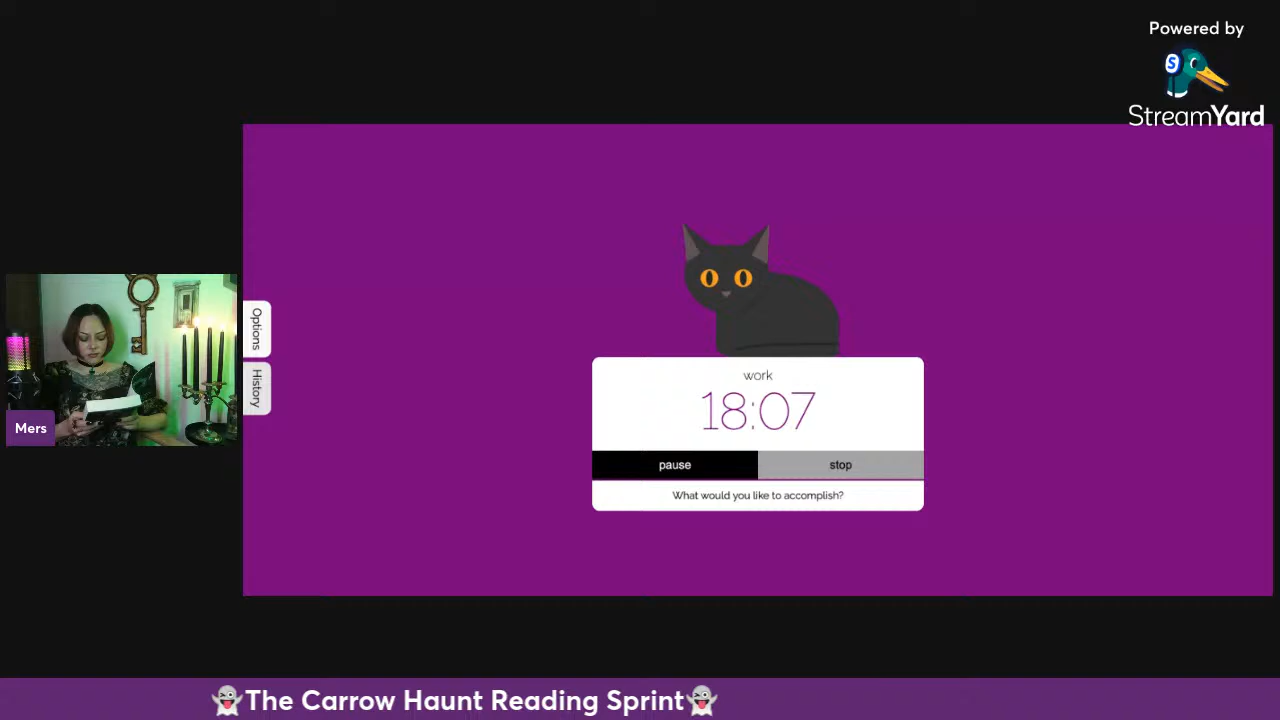 Powered by
S
StreamYard
Options
History
work
18:07
pause
stop
What would you like to accomplish?
Mers
👻The Carrow Haunt Reading Sprint👻